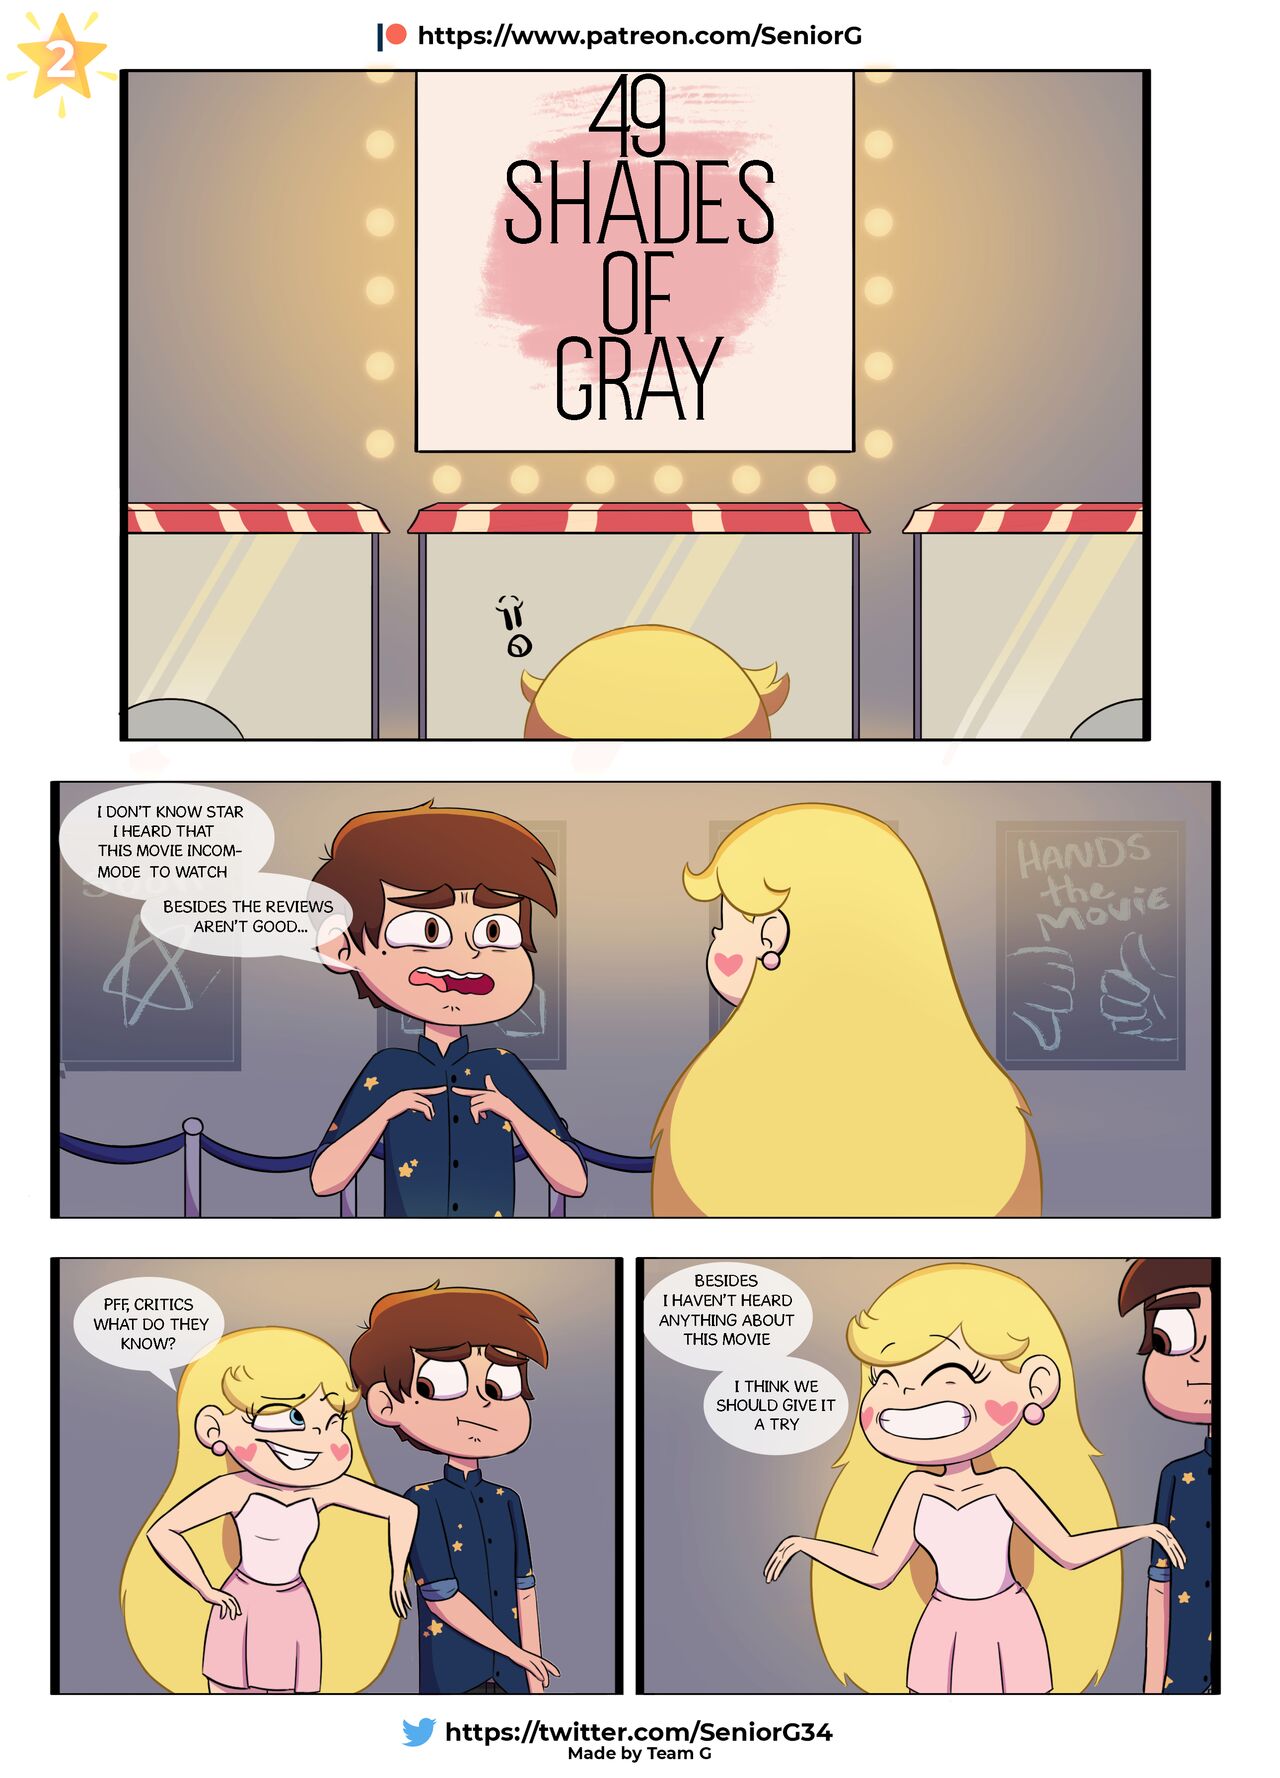 2
https://www.patreon.com/SeniorG
49
SHADES
OF
GRAY
I DON'T KNOW STAR
I HEARD THAT
THIS MOVIE INCOM-
MODE TO WATCH
BESIDES THE REVIEWS
AREN'T GOOD...
HANDS
the
MOViE
PFF, CRITICS
WHAT DO THEY
KNOW?
BESIDES
I HAVEN'T HEARD
ANYTHING ABOUT
THIS MOVIE
I THINK WE
SHOULD GIVE IT
A TRY
https://twitter.com/SeniorG34
Made by Team G